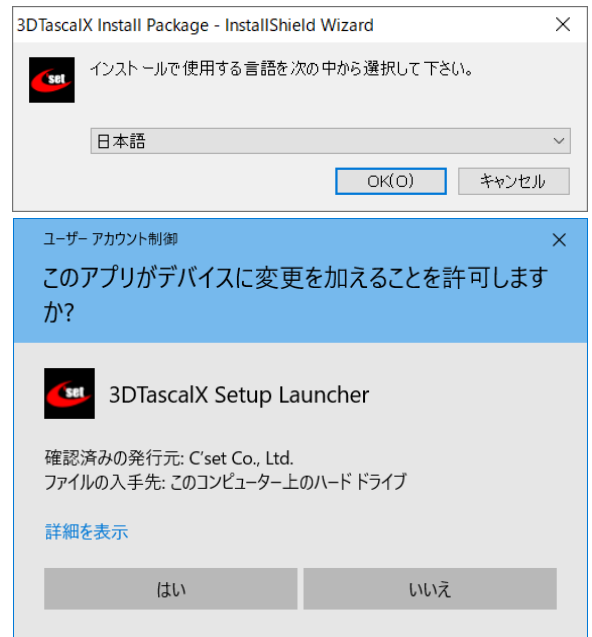 3DTascalX Install Package - InstallShield Wizard
Cset
インストールで使用する言語を次の中から選択して下さい。
日本語
OK(O)
キャンセル
ユーザー アカウント制御
このアプリがデバイスに変更を加えることを許可します
か?
Cset
3DTascalX Setup Launcher
確認済みの発行元: C'set Co., Ltd.
ファイルの入手先: このコンピューター上のハード ドライブ
詳細を表示
はい
いいえ